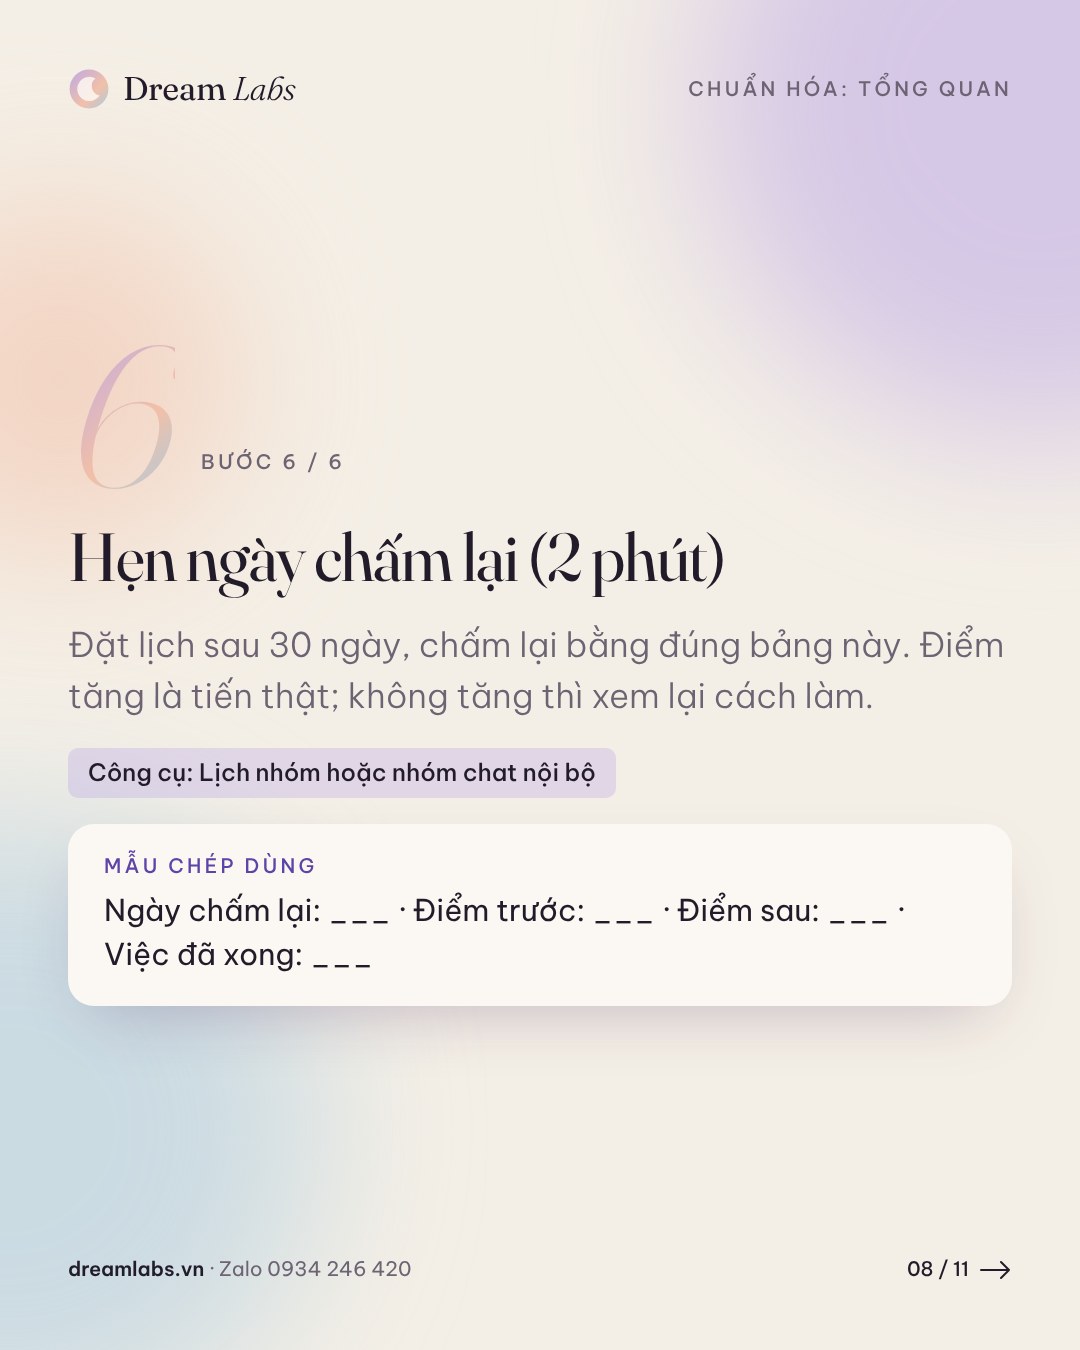 Dream Labs
CHUẨN HÓA: TỔNG QUAN
6
BƯỚC 6 / 6
Hẹn ngày chấm lại (2 phút)
Đặt lịch sau 30 ngày, chấm lại bằng đúng bảng này. Điểm
tăng là tiến thật; không tăng thì xem lại cách làm.
Công cụ: Lịch nhóm hoặc nhóm chat nội bộ
MẪU CHÉP DÙNG
Ngày chấm lại: ___ · Điểm trước: ___ · Điểm sau: ___ ·
Việc đã xong: ___
dreamlabs.vn · Zalo 0934 246 420
08 / 11 →